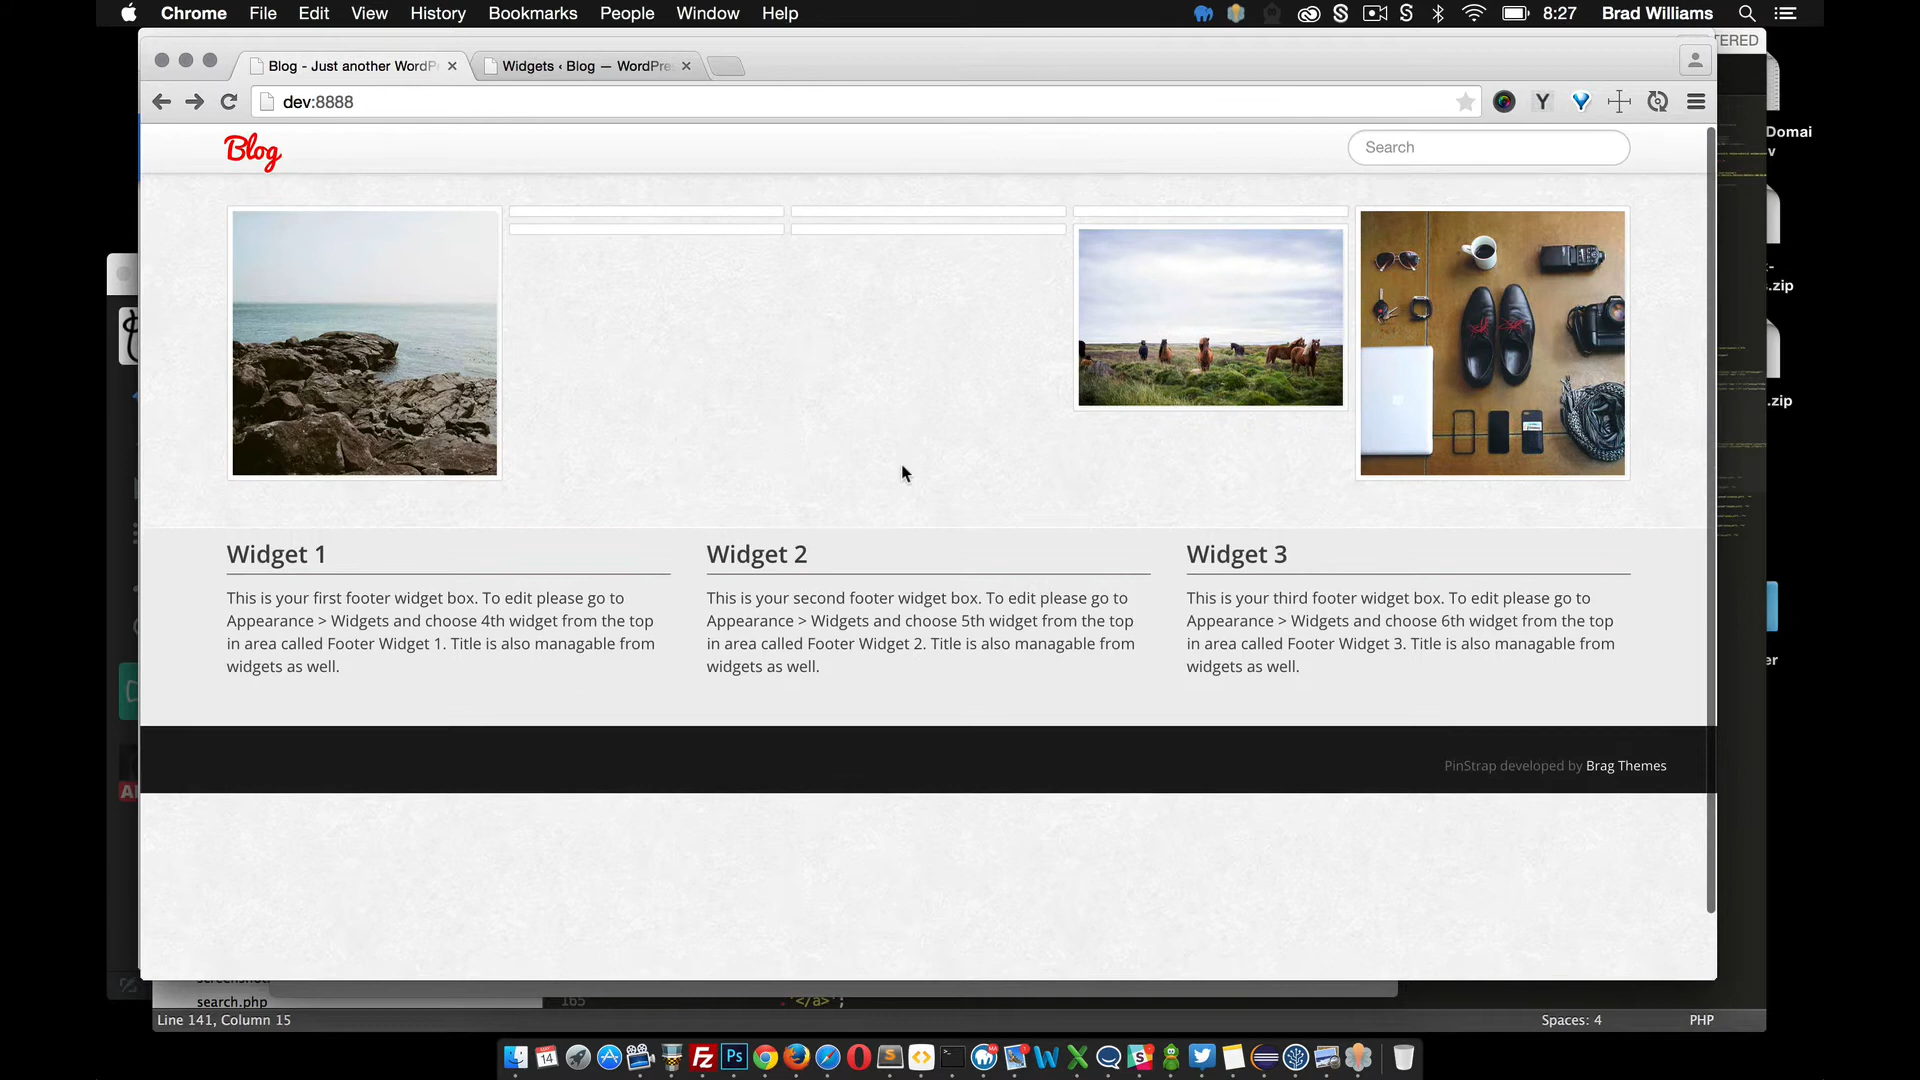 Chrome File Edit View History Bookmarks People Window Help 8:27 Brad Williams
Blog - Just another WordPr
Widgets ‹ Blog — WordPres
dev:8888
Blog
Search
Widget 1
This is your first footer widget box. To edit please go to
Appearance > Widgets and choose 4th widget from the top
in area called Footer Widget 1. Title is also managable from
widgets as well.
Widget 2
This is your second footer widget box. To edit please go to
Appearance > Widgets and choose 5th widget from the top
in area called Footer Widget 2. Title is also managable from
widgets as well.
Widget 3
This is your third footer widget box. To edit please go to
Appearance > Widgets and choose 6th widget from the top
in area called Footer Widget 3. Title is also managable from
widgets as well.
PinStrap developed by Brag Themes
TERED
Domai
v
s.zip
.zip
er
search.php
165 .'</a>';
Line 141, Column 15
Spaces: 4 PHP